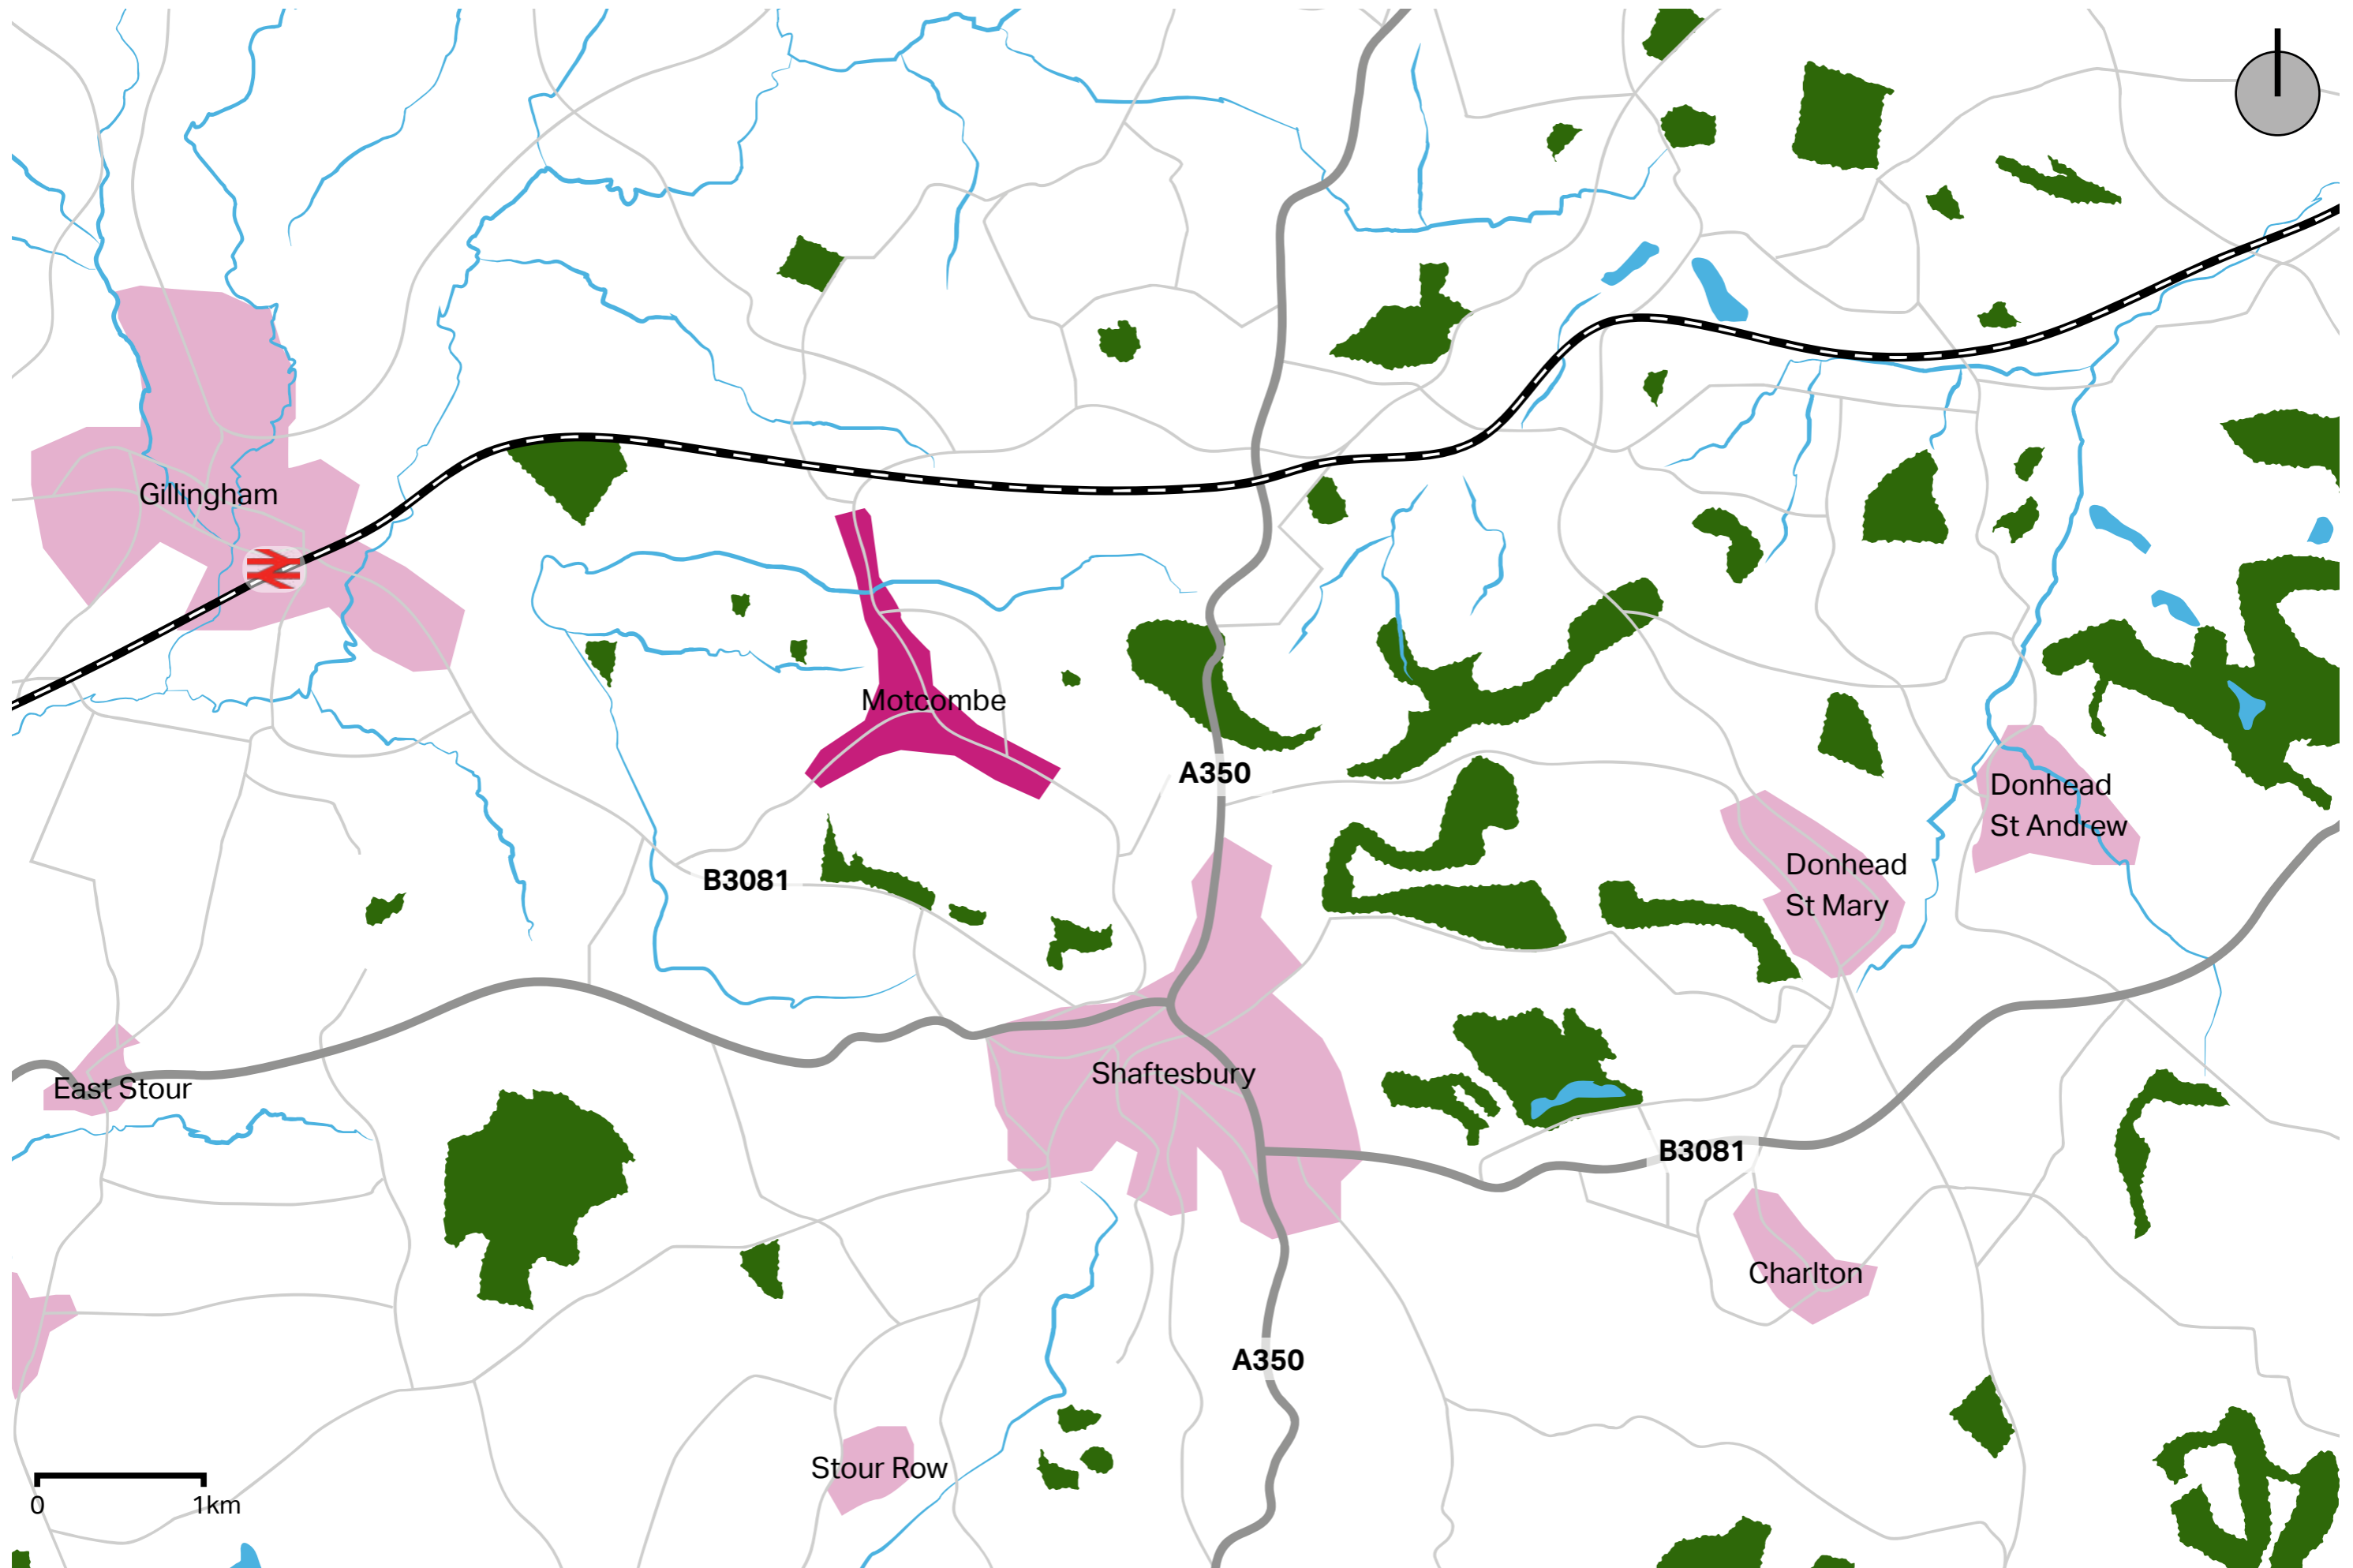 Gillingham
Motcombe
A350
Donhead
St Andrew
Donhead
St Mary
B3081
Shaftesbury
East Stour
B3081
Charlton
A350
Stour Row
0 1km